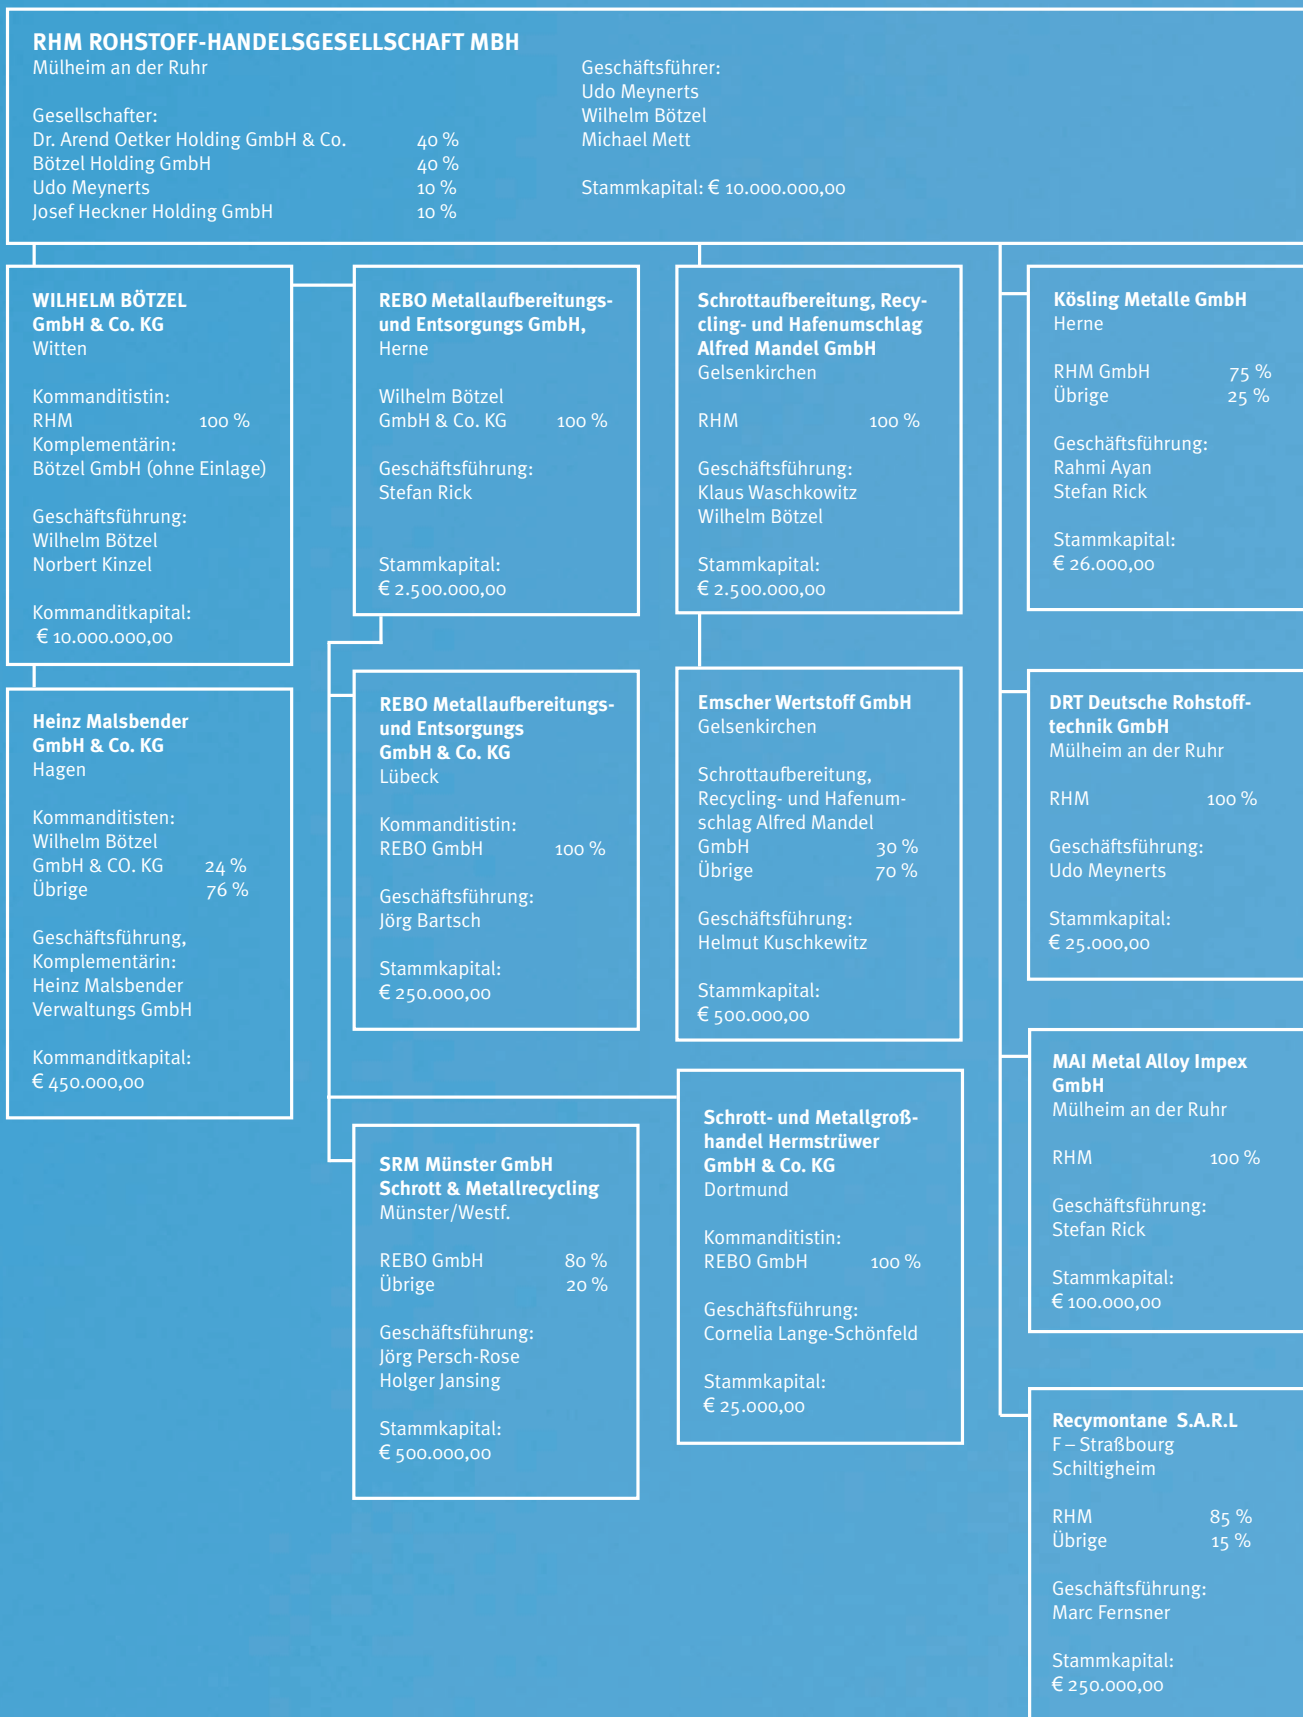 RHM ROHSTOFF-HANDELSGESELLSCHAFT MBH
Mülheim an der Ruhr
Gesellschafter:
Dr. Arend Oetker Holding GmbH & Co. 40 %
Bötzel Holding GmbH 40 %
Udo Meynerts 10 %
Josef Heckner Holding GmbH 10 %
Geschäftsführer:
Udo Meynerts
Wilhelm Bötzel
Michael Mett
Stammkapital: € 10.000.000,00
WILHELM BÖTZEL
GmbH & Co. KG
Witten
Kommanditistin:
RHM 100 %
Komplementärin:
Bötzel GmbH (ohne Einlage)
Geschäftsführung:
Wilhelm Bötzel
Norbert Kinzel
Kommanditkapital:
€ 10.000.000,00
Heinz Malsbender
GmbH & Co. KG
Hagen
Kommanditisten:
Wilhelm Bötzel
GmbH & CO. KG 24 %
Übrige 76 %
Geschäftsführung,
Komplementärin:
Heinz Malsbender
Verwaltungs GmbH
Kommanditkapital:
€ 450.000,00
REBO Metallaufbereitungs-
und Entsorgungs GmbH,
Herne
Wilhelm Bötzel
GmbH & Co. KG 100 %
Geschäftsführung:
Stefan Rick
Stammkapital:
€ 2.500.000,00
REBO Metallaufbereitungs-
und Entsorgungs
GmbH & Co. KG
Lübeck
Kommanditistin:
REBO GmbH 100 %
Geschäftsführung:
Jörg Bartsch
Stammkapital:
€ 250.000,00
SRM Münster GmbH
Schrott & Metallrecycling
Münster/Westf.
REBO GmbH 80 %
Übrige 20 %
Geschäftsführung:
Jörg Persch-Rose
Holger Jansing
Stammkapital:
€ 500.000,00
Schrottaufbereitung, Recy-
cling- und Hafenumschlag
Alfred Mandel GmbH
Gelsenkirchen
RHM 100 %
Geschäftsführung:
Klaus Waschkowitz
Wilhelm Bötzel
Stammkapital:
€ 2.500.000,00
Emscher Wertstoff GmbH
Gelsenkirchen
Schrottaufbereitung,
Recycling- und Hafenum-
schlag Alfred Mandel
GmbH 30 %
Übrige 70 %
Geschäftsführung:
Helmut Kuschkewitz
Stammkapital:
€ 500.000,00
Schrott- und Metallgroß-
handel Hermstrüwer
GmbH & Co. KG
Dortmund
Kommanditistin:
REBO GmbH 100 %
Geschäftsführung:
Cornelia Lange-Schönfeld
Stammkapital:
€ 25.000,00
Kösling Metalle GmbH
Herne
RHM GmbH 75 %
Übrige 25 %
Geschäftsführung:
Rahmi Ayan
Stefan Rick
Stammkapital:
€ 26.000,00
DRT Deutsche Rohstoff-
technik GmbH
Mülheim an der Ruhr
RHM 100 %
Geschäftsführung:
Udo Meynerts
Stammkapital:
€ 25.000,00
MAI Metal Alloy Impex
GmbH
Mülheim an der Ruhr
RHM 100 %
Geschäftsführung:
Stefan Rick
Stammkapital:
€ 100.000,00
Recymontane S.A.R.L
F – Straßbourg
Schiltigheim
RHM 85 %
Übrige 15 %
Geschäftsführung:
Marc Fernsner
Stammkapital:
€ 250.000,00